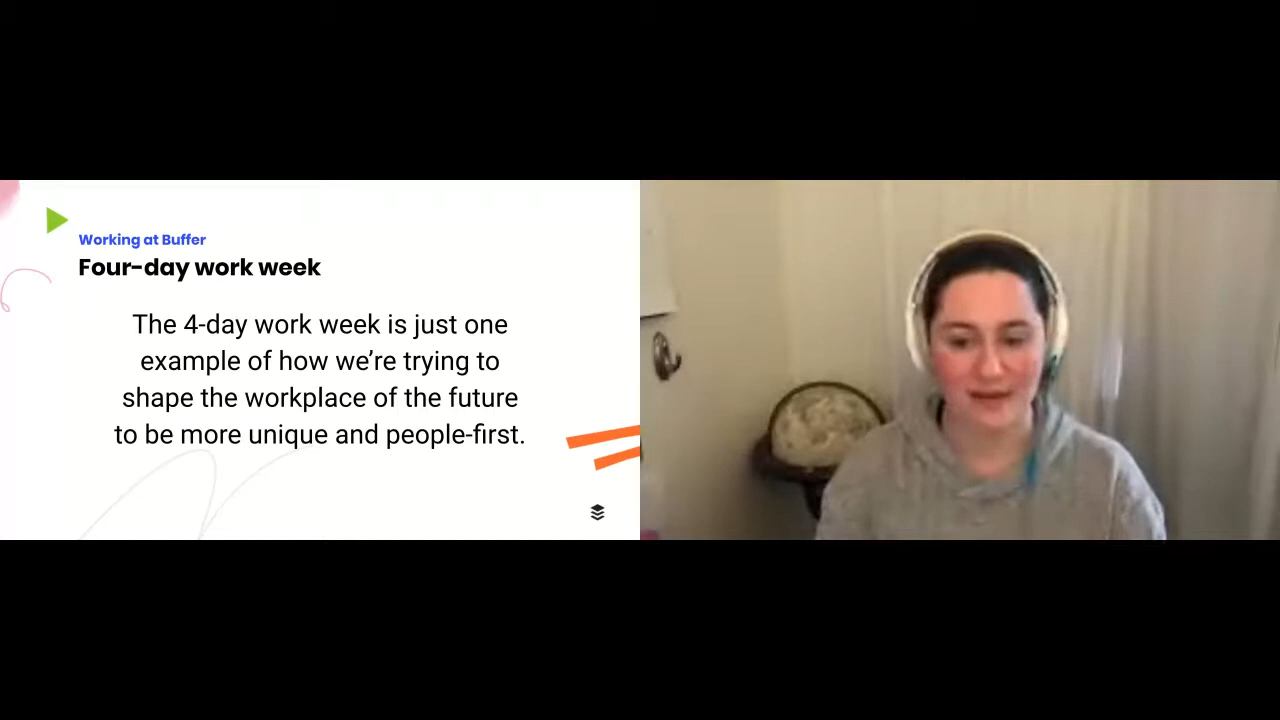 Working at Buffer
Four-day work week
The 4-day work week is just one
example of how we’re trying to
shape the workplace of the future
to be more unique and people-first.